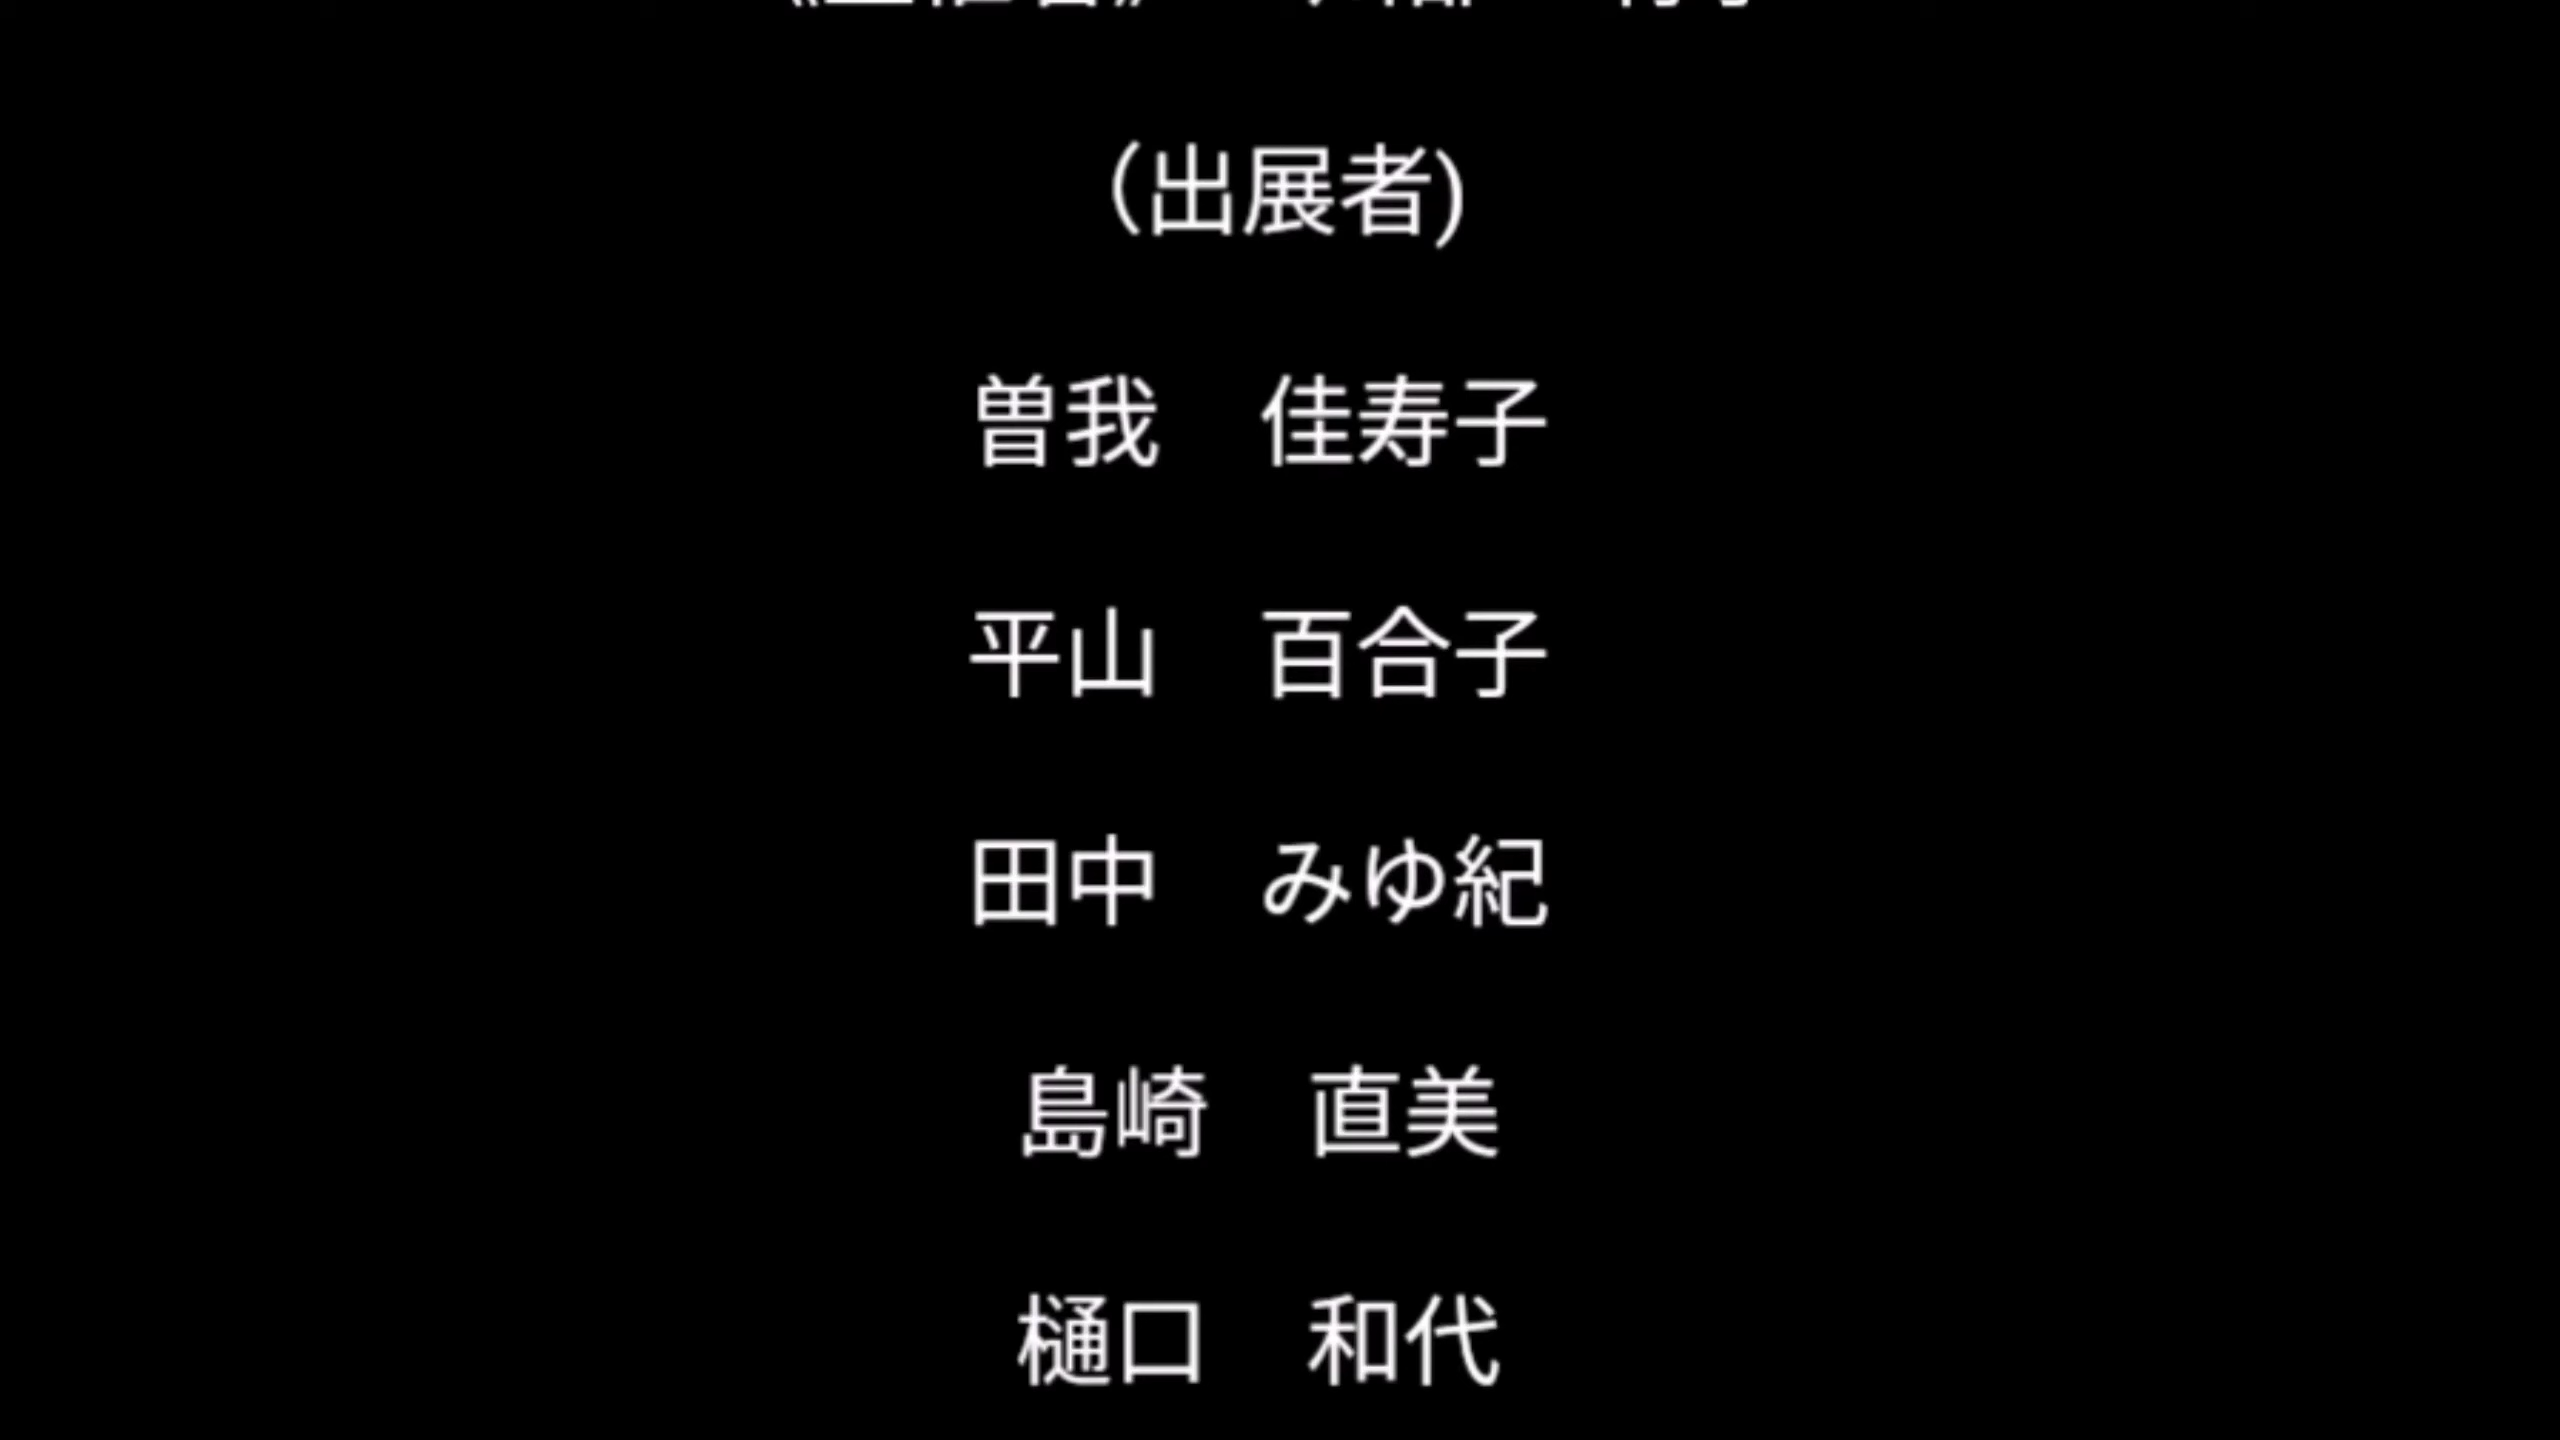 （出展者)
曽我　佳寿子
平山　百合子
田中　みゆ紀
島崎　直美
樋口　和代